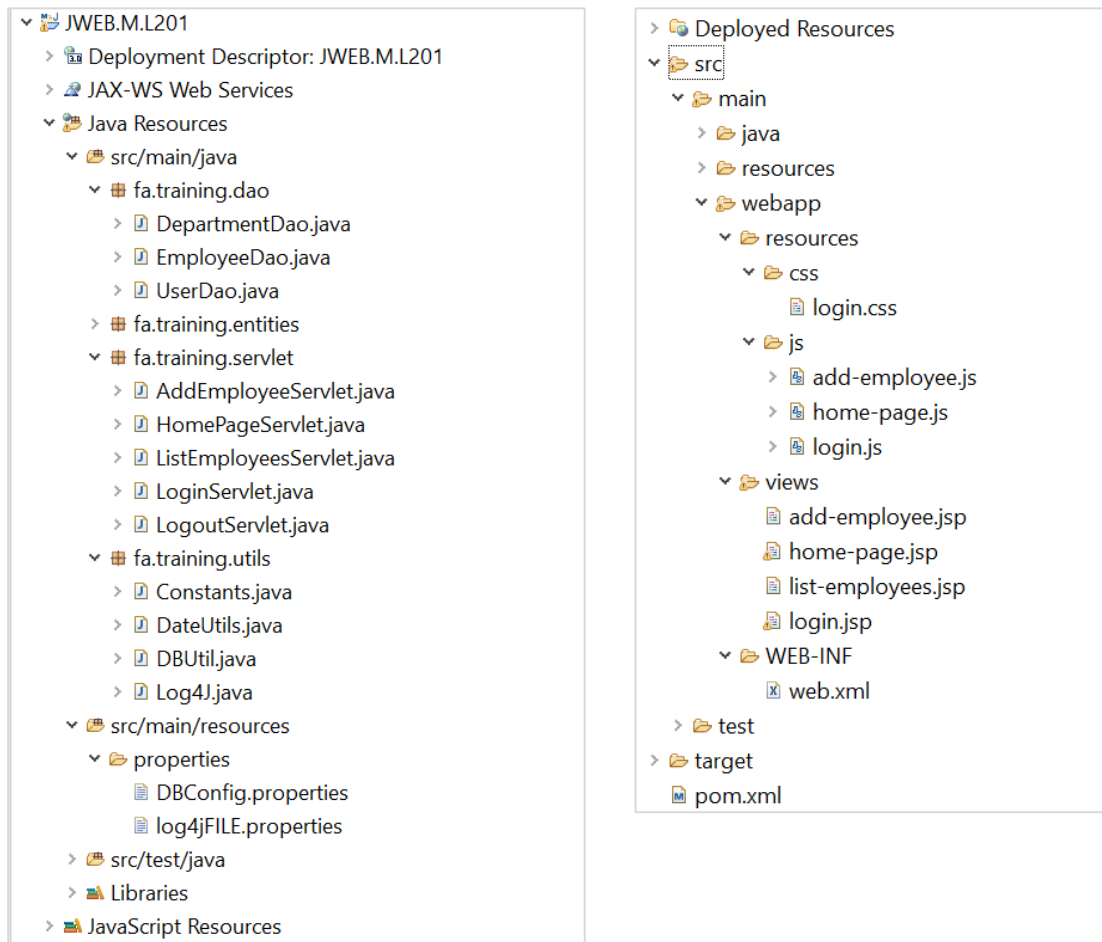 JWEB.M.L201
Deployment Descriptor: JWEB.M.L201
JAX-WS Web Services
Java Resources
src/main/java
fa.training.dao
DepartmentDao.java
EmployeeDao.java
UserDao.java
fa.training.entities
fa.training.servlet
AddEmployeeServlet.java
HomePageServlet.java
ListEmployeesServlet.java
LoginServlet.java
LogoutServlet.java
fa.training.utils
Constants.java
DateUtils.java
DBUtil.java
Log4J.java
src/main/resources
properties
DBConfig.properties
log4jFILE.properties
src/test/java
Libraries
JavaScript Resources
Deployed Resources
src
main
java
resources
webapp
resources
css
login.css
js
add-employee.js
home-page.js
login.js
views
add-employee.jsp
home-page.jsp
list-employees.jsp
login.jsp
WEB-INF
web.xml
test
target
pom.xml